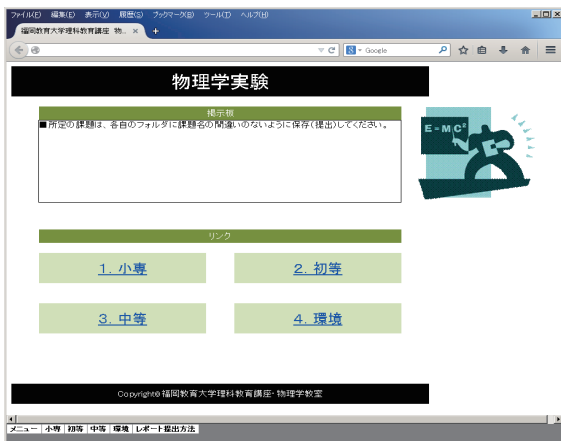 ファイル(F) 編集(E) 表示(V) 履歴(S) ブックマーク(B) ツール(T) ヘルプ(H)
福岡教育大学理科教育講座 物... × +
Google
物理学実験
掲示板
■所定の課題は、各自のフォルダに課題名の間違いのないように保存(提出)してください。
E=MC²
リンク
1. 小専
2. 初等
3. 中等
4. 環境
Copyright©福岡教育大学理科教育講座・物理学教室
メニュー 小専 初等 中等 環境 レポート提出方法